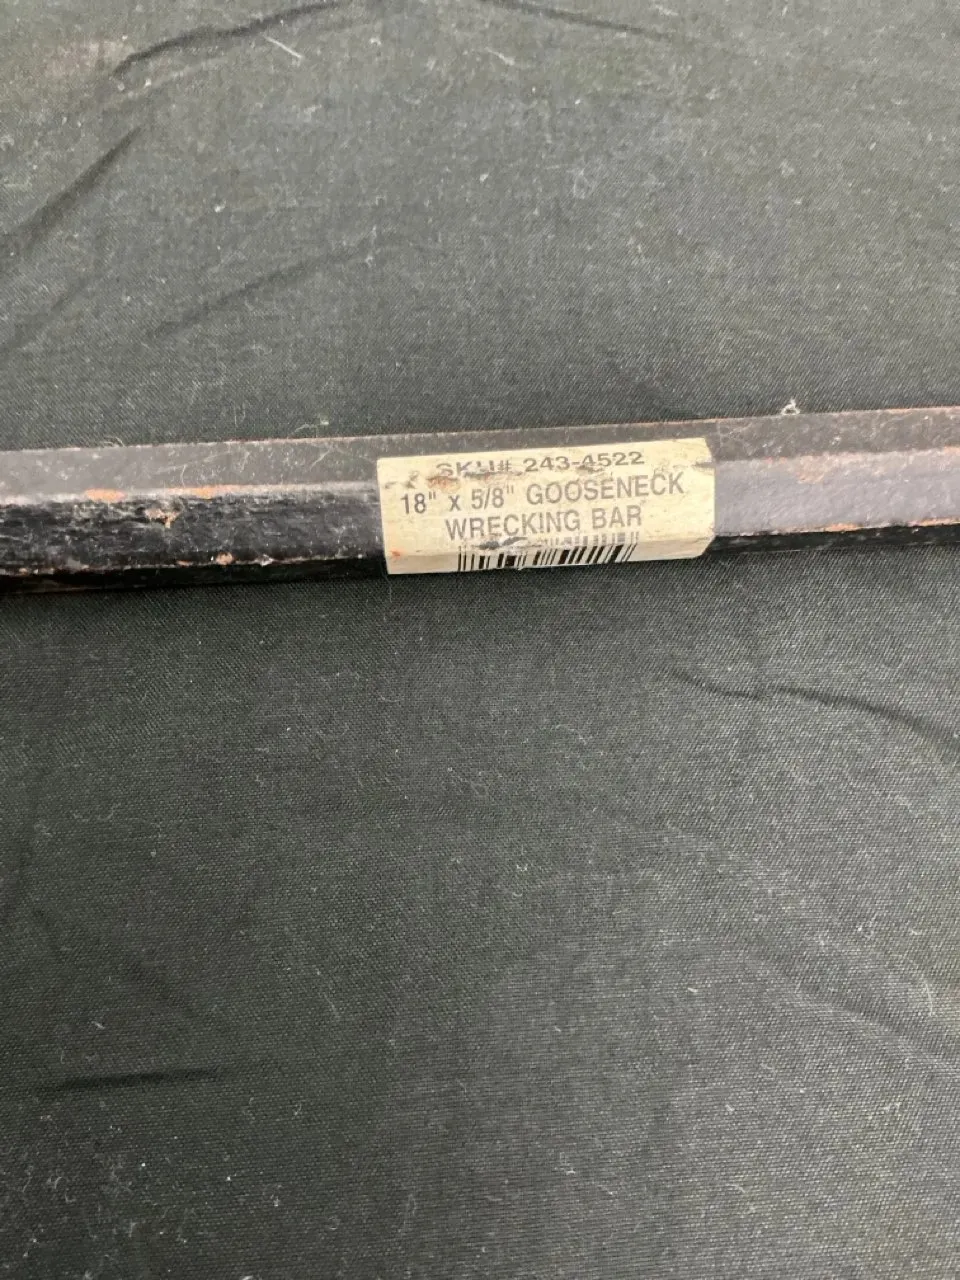 SKU# 243-4522
18" x 5/8" GOOSENECK
WRECKING BAR